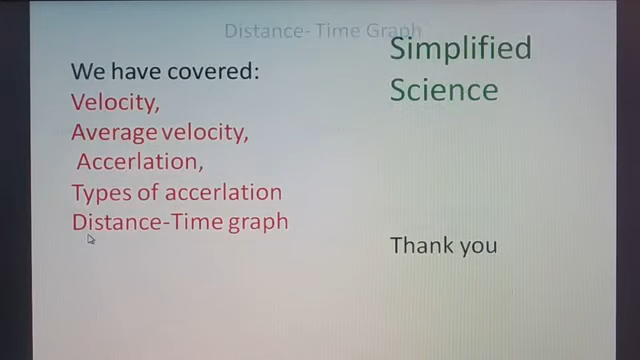 Distance- Time Graph
We have covered:
Velocity,
Average velocity,
Accerlation,
Types of accerlation
Distance-Time graph
Simplified
Science
Thank you